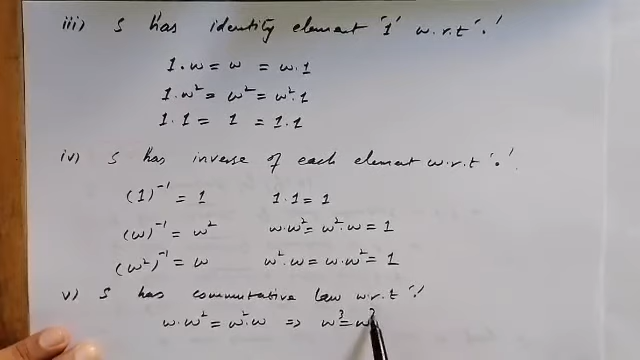 iii) S has identity element '1' w.r.t '.'
1.w = w = w.1
1.w² = w² = w².1
1.1 = 1 = 1.1
iv) S has inverse of each element w.r.t '.'.
(1)⁻¹ = 1 1.1 = 1
(w)⁻¹ = w² w.w² = w².w = 1
(w²)⁻¹ = w w².w = w.w² = 1
v) S has commutative law w.r.t '.'
w.w² = w².w => w³ = w³